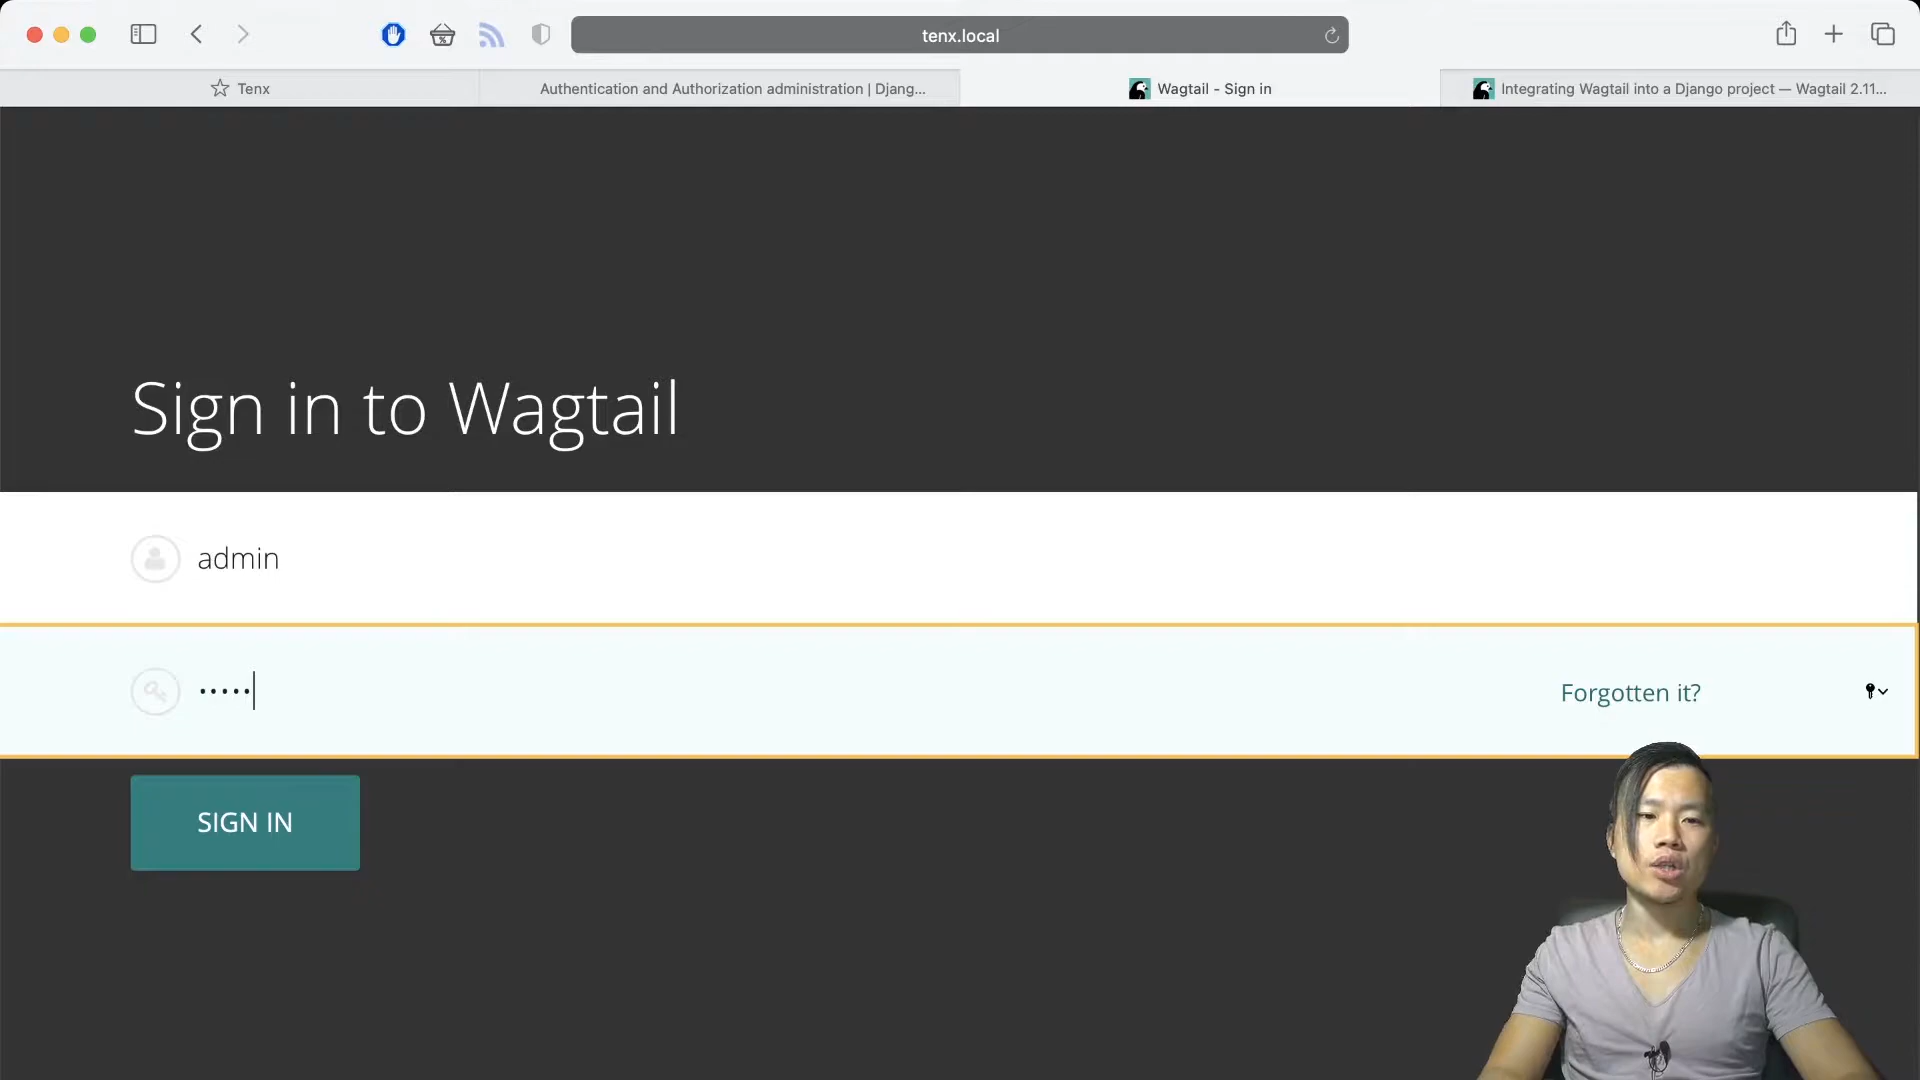 tenx.local
Tenx
Authentication and Authorization administration | Djang...
Wagtail - Sign in
Integrating Wagtail into a Django project — Wagtail 2.11...
Sign in to Wagtail
admin
•••••
Forgotten it?
SIGN IN